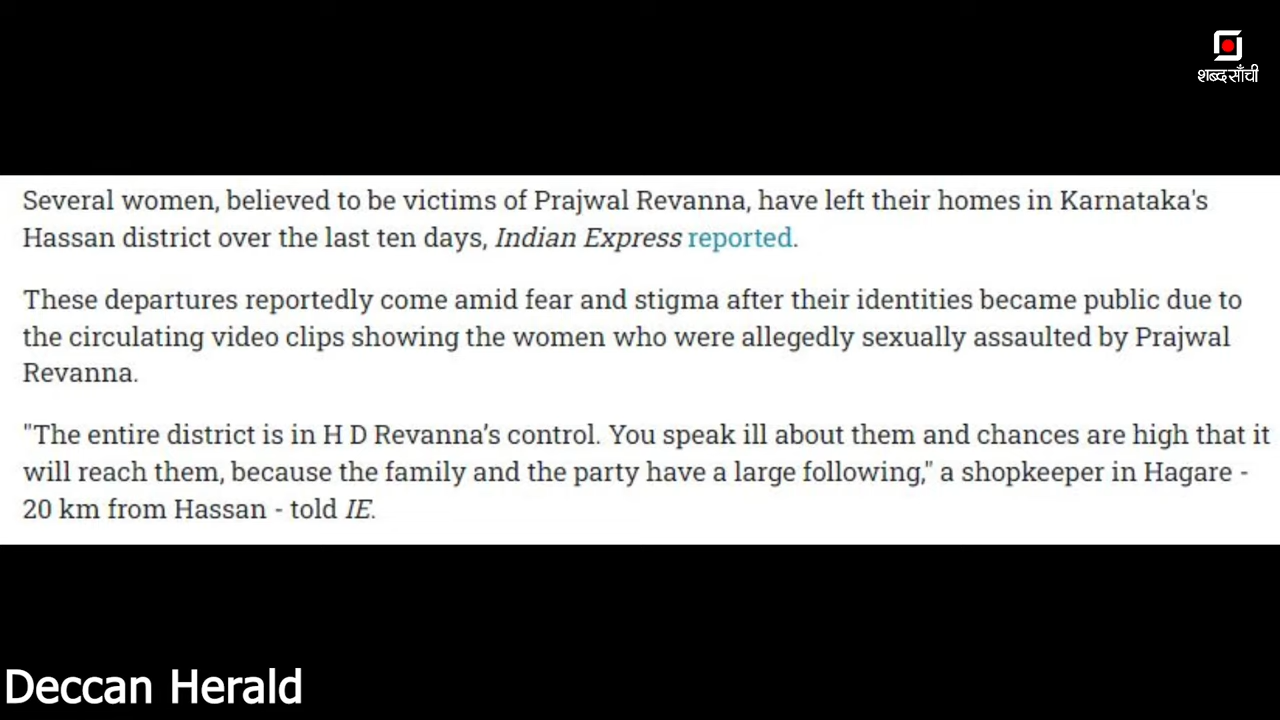 शब्दसाँची
Several women, believed to be victims of Prajwal Revanna, have left their homes in Karnataka's
Hassan district over the last ten days, Indian Express reported.
These departures reportedly come amid fear and stigma after their identities became public due to
the circulating video clips showing the women who were allegedly sexually assaulted by Prajwal
Revanna.
"The entire district is in H D Revanna’s control. You speak ill about them and chances are high that it
will reach them, because the family and the party have a large following," a shopkeeper in Hagare -
20 km from Hassan - told IE.
Deccan Herald